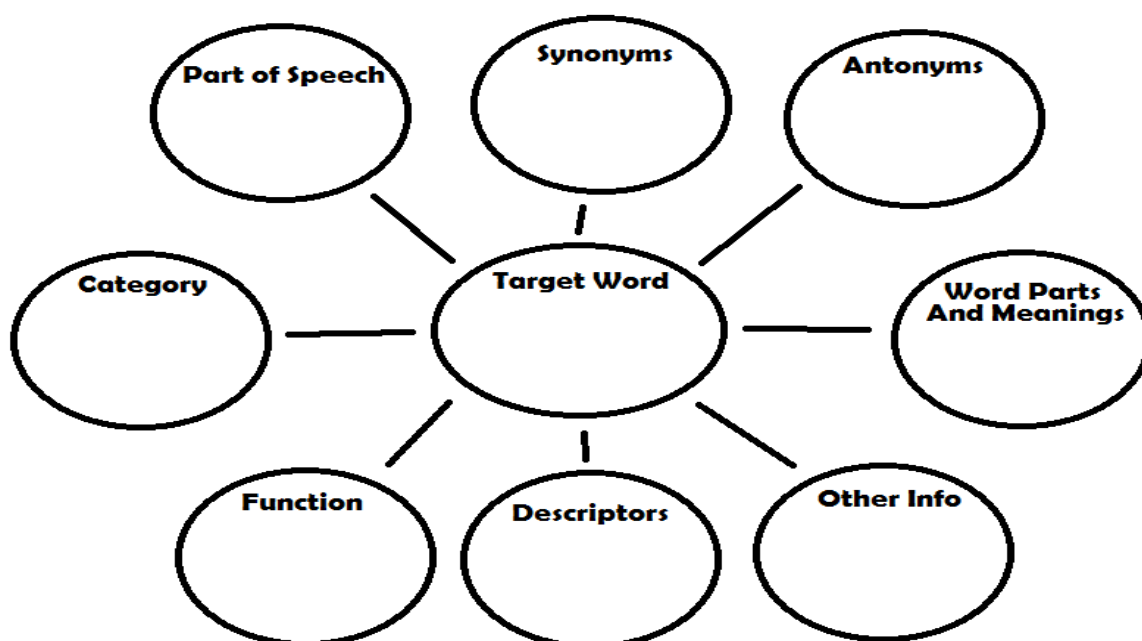 Part of Speech
Synonyms
Antonyms
Category
Target Word
Word Parts
And Meanings
Function
Descriptors
Other Info